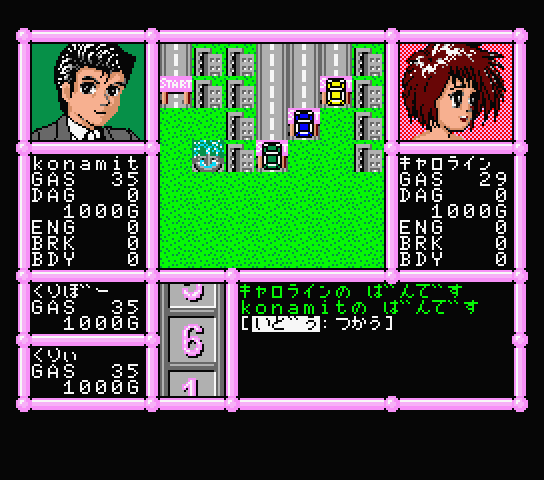 START
konamit
GAS 35
DAG 0
1000G
ENG 0
BRK 0
BDY 0
キャロライン
GAS 29
DAG 0
1000G
ENG 0
BRK 0
BDY 0
くりぼー
GAS 35
1000G
くりぃ
GAS 35
1000G
6
キャロラインの ばんです
konamitの ばんです
[いどう:つかう]